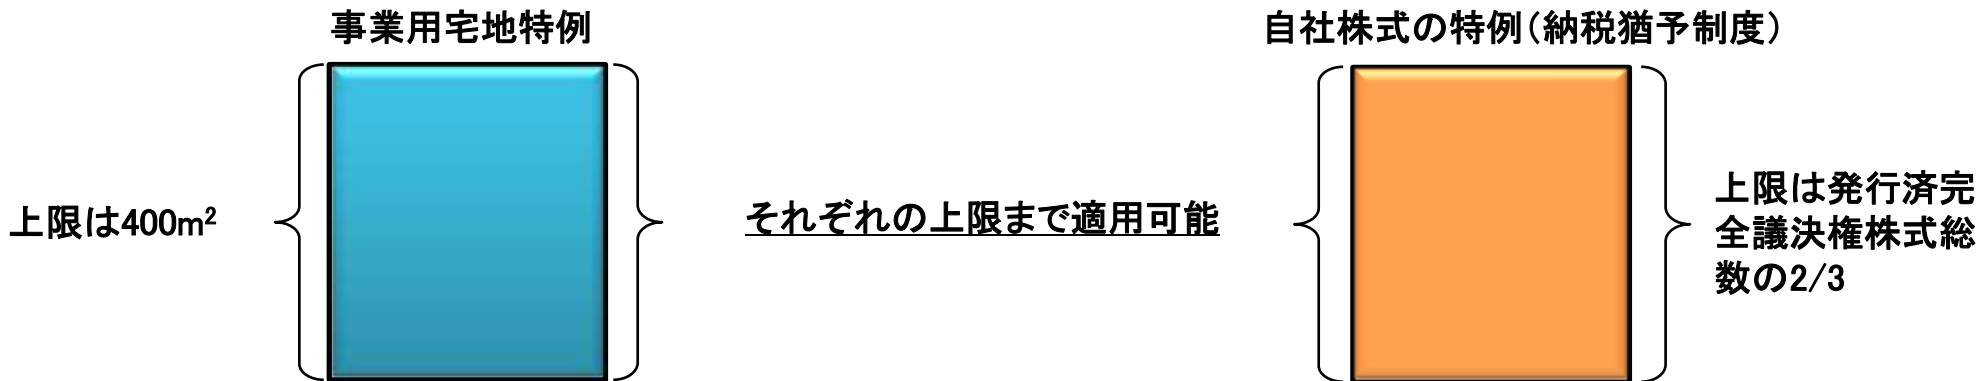 事業用宅地特例
自社株式の特例(納税猶予制度)
上限は400m²
それぞれの上限まで適用可能
上限は発行済完
全議決権株式総
数の2/3